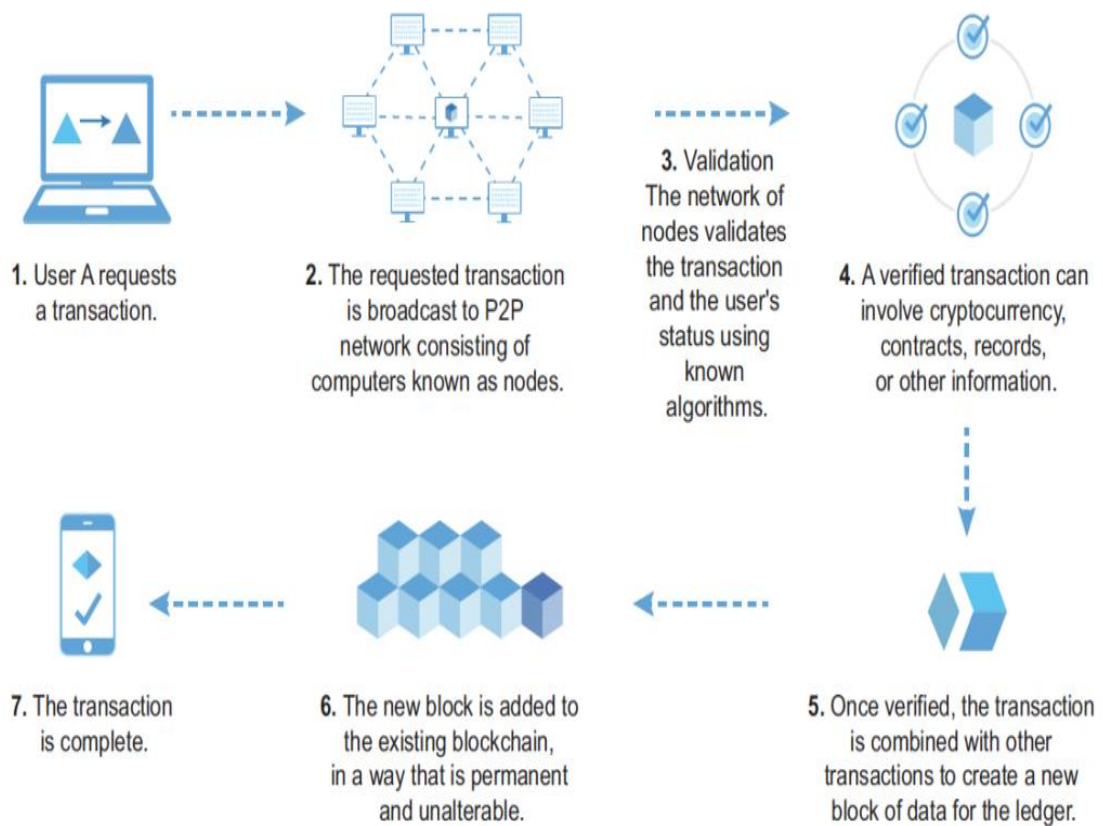 1. User A requests
a transaction.
2. The requested transaction
is broadcast to P2P
network consisting of
computers known as nodes.
3. Validation
The network of
nodes validates
the transaction
and the user's
status using
known
algorithms.
4. A verified transaction can
involve cryptocurrency,
contracts, records,
or other information.
5. Once verified, the transaction
is combined with other
transactions to create a new
block of data for the ledger.
6. The new block is added to
the existing blockchain,
in a way that is permanent
and unalterable.
7. The transaction
is complete.